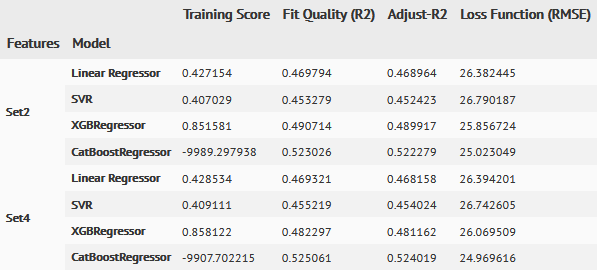 Training Score Fit Quality (R2) Adjust-R2 Loss Function (RMSE)
Features Model
Set2 Linear Regressor 0.427154 0.469794 0.468964 26.382445
SVR 0.407029 0.453279 0.452423 26.790187
XGBRegressor 0.851581 0.490714 0.489917 25.856724
CatBoostRegressor -9989.297938 0.523026 0.522279 25.023049
Set4 Linear Regressor 0.428534 0.469321 0.468158 26.394201
SVR 0.409111 0.455219 0.454024 26.742605
XGBRegressor 0.858122 0.482297 0.481162 26.069509
CatBoostRegressor -9907.702215 0.525061 0.524019 24.969616